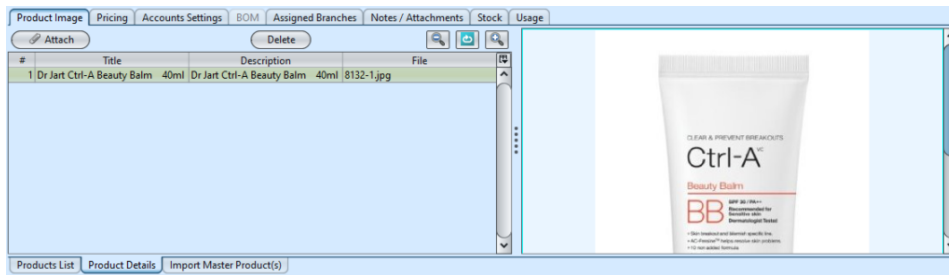 Product Image Pricing Accounts Settings BOM Assigned Branches Notes / Attachments Stock Usage
Attach Delete
# Title Description File
1 Dr Jart Ctrl-A Beauty Balm 40ml Dr Jart Ctrl-A Beauty Balm 40ml 8132-1.jpg
CLEAR & PREVENT BREAKOUTS
Ctrl-A
Beauty Balm
BB
SPF 30 / PA++
Recommended for
Sensitive skin
Dermatologist Tested
Products List Product Details Import Master Product(s)